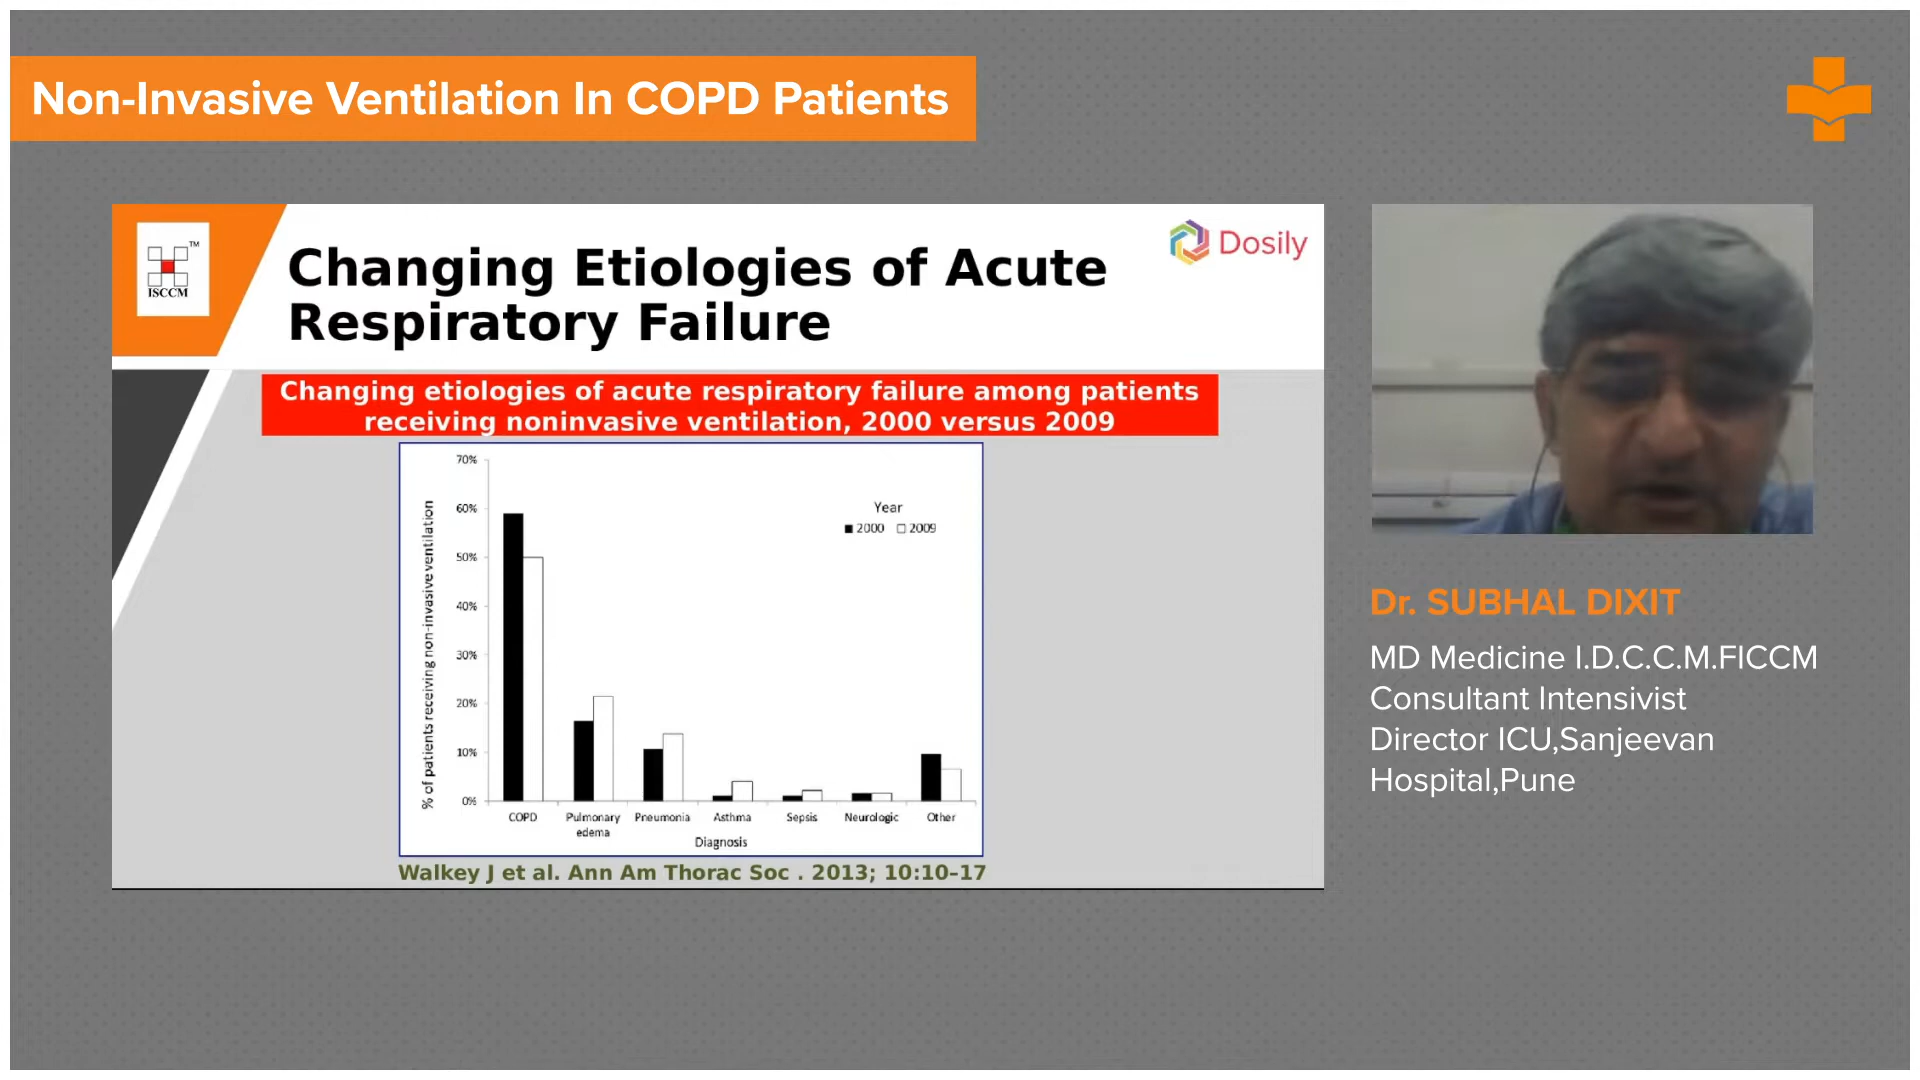 Non-Invasive Ventilation In COPD Patients
TM
ISCCM
Changing Etiologies of Acute
Respiratory Failure
Dosily
Changing etiologies of acute respiratory failure among patients
receiving noninvasive ventilation, 2000 versus 2009
% of patients receiving non-invasive ventilation
70%
60%
50%
40%
30%
20%
10%
0%
Year
2000 2009
COPD Pulmonary edema Pneumonia Asthma Sepsis Neurologic Other
Diagnosis
Walkey J et al. Ann Am Thorac Soc . 2013; 10:10–17
Dr. SUBHAL DIXIT
MD Medicine I.D.C.C.M.FICCM
Consultant Intensivist
Director ICU,Sanjeevan
Hospital,Pune